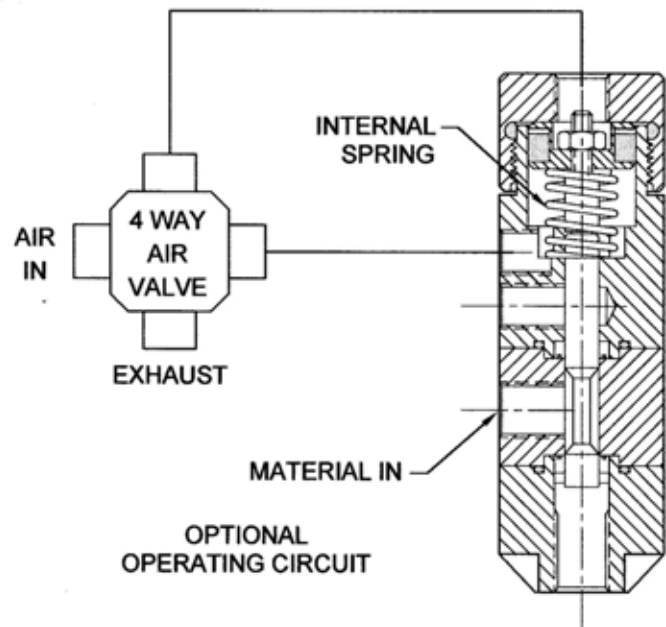 INTERNAL
SPRING
4 WAY
AIR
VALVE
AIR
IN
EXHAUST
MATERIAL IN
OPTIONAL
OPERATING CIRCUIT